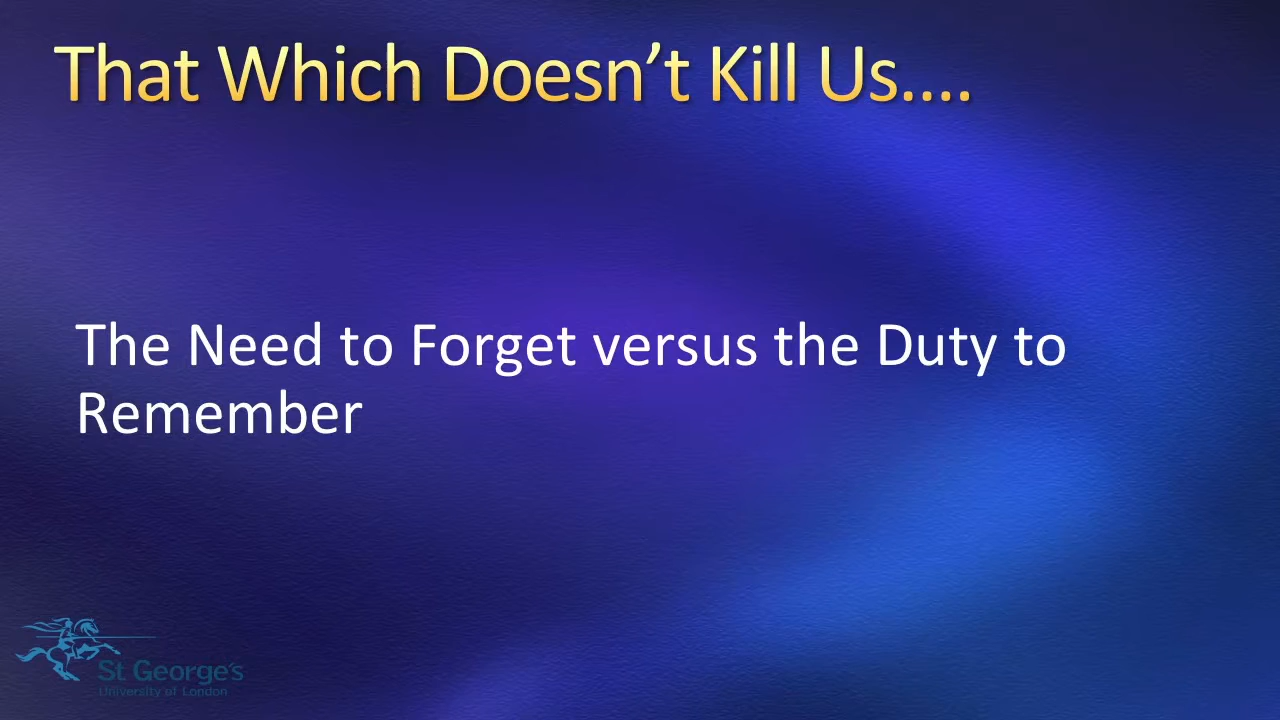 That Which Doesn’t Kill Us....
The Need to Forget versus the Duty to
Remember
St George's
University of London